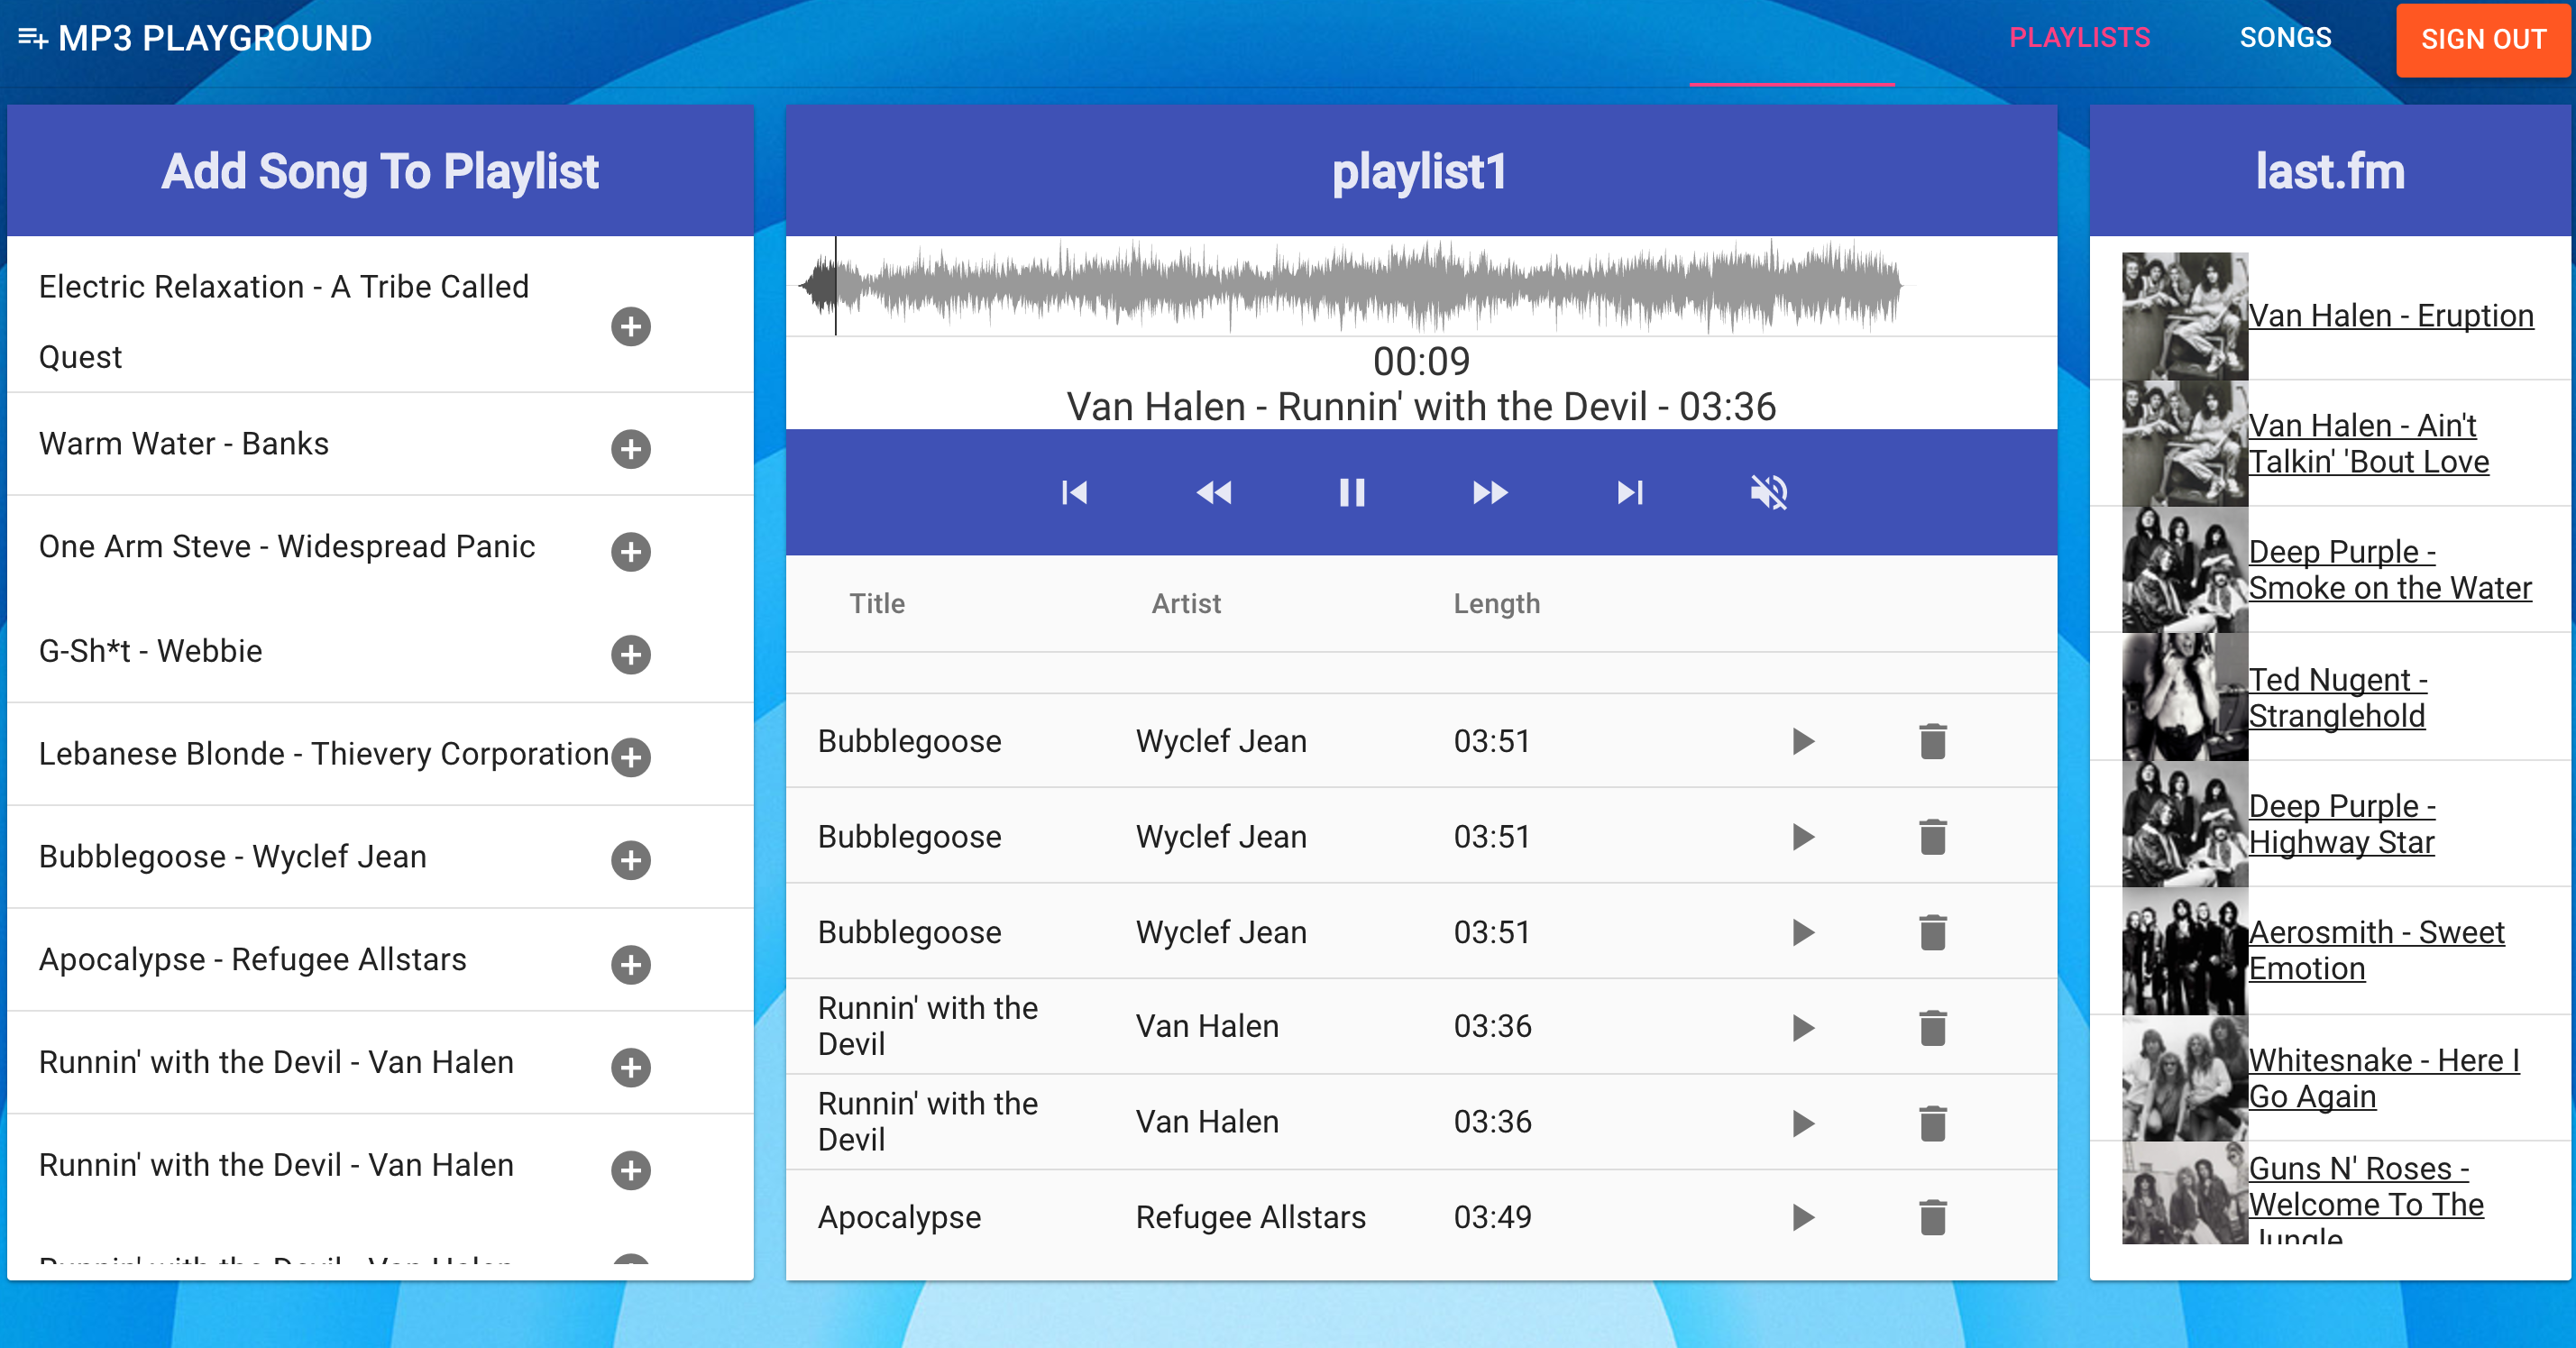 MP3 PLAYGROUND
PLAYLISTS
SONGS
SIGN OUT
Add Song To Playlist
Electric Relaxation - A Tribe Called
Quest
Warm Water - Banks
One Arm Steve - Widespread Panic
G-Sh*t - Webbie
Lebanese Blonde - Thievery Corporation
Bubblegoose - Wyclef Jean
Apocalypse - Refugee Allstars
Runnin' with the Devil - Van Halen
Runnin' with the Devil - Van Halen
Runnin' with the Devil - Van Halen
playlist1
00:09
Van Halen - Runnin' with the Devil - 03:36
Title Artist Length
Bubblegoose Wyclef Jean 03:51
Bubblegoose Wyclef Jean 03:51
Bubblegoose Wyclef Jean 03:51
Runnin' with the
Devil
Van Halen 03:36
Runnin' with the
Devil
Van Halen 03:36
Apocalypse Refugee Allstars 03:49
last.fm
Van Halen - Eruption
Van Halen - Ain't
Talkin' 'Bout Love
Deep Purple -
Smoke on the Water
Ted Nugent -
Stranglehold
Deep Purple -
Highway Star
Aerosmith - Sweet
Emotion
Whitesnake - Here I
Go Again
Guns N' Roses -
Welcome To The
Jungle